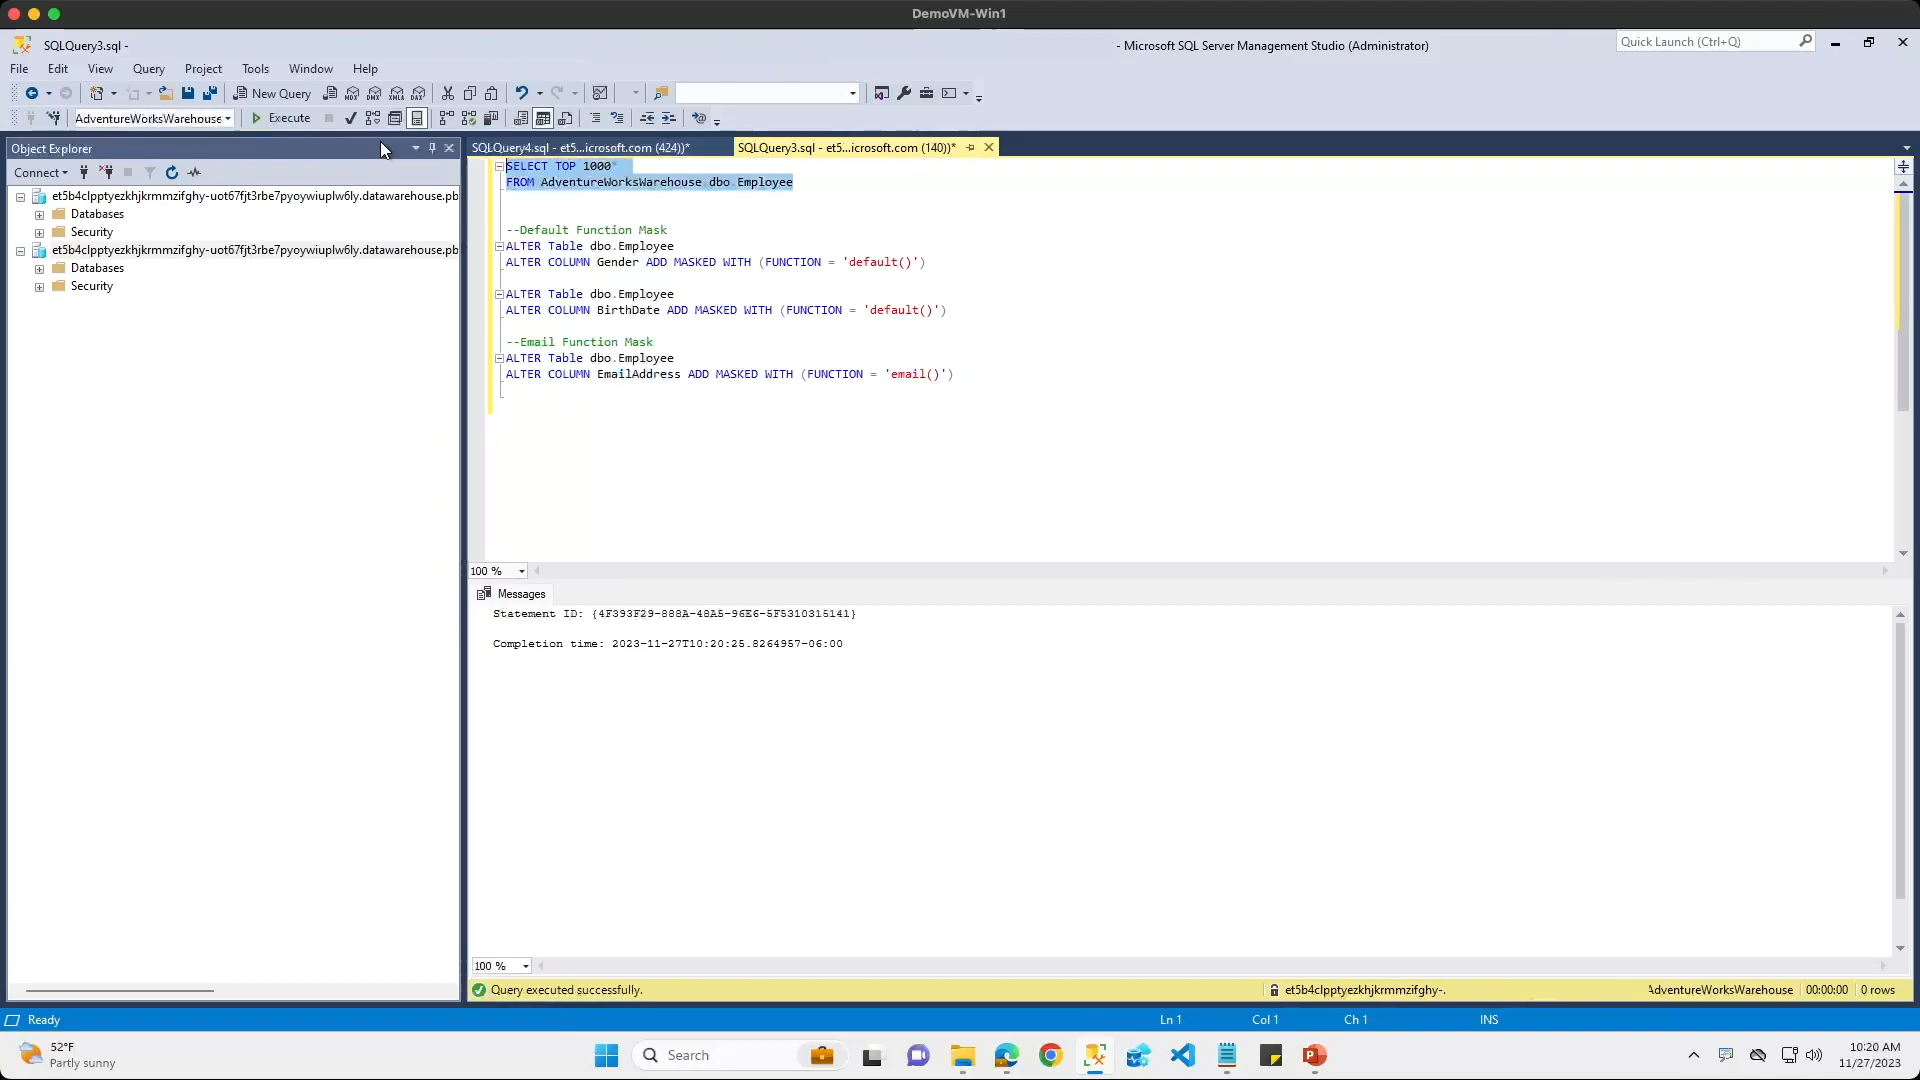 DemoVM-Win1
SQLQuery3.sql -
- Microsoft SQL Server Management Studio (Administrator)
Quick Launch (Ctrl+Q)
File Edit View Query Project Tools Window Help
New Query
AdventureWorksWarehouse
Execute
Object Explorer
Connect
et5b4clpptyezkhjkrmmzifghy-uot67fjt3rbe7pyoywiuplw6ly.datawarehouse.pb
Databases
Security
et5b4clpptyezkhjkrmmzifghy-uot67fjt3rbe7pyoywiuplw6ly.datawarehouse.pb
Databases
Security
SQLQuery4.sql - et5...icrosoft.com (424))*
SQLQuery3.sql - et5...icrosoft.com (140))*
SELECT TOP 1000*
FROM AdventureWorksWarehouse.dbo.Employee
--Default Function Mask
ALTER Table dbo.Employee
ALTER COLUMN Gender ADD MASKED WITH (FUNCTION = 'default()')
ALTER Table dbo.Employee
ALTER COLUMN BirthDate ADD MASKED WITH (FUNCTION = 'default()')
--Email Function Mask
ALTER Table dbo.Employee
ALTER COLUMN EmailAddress ADD MASKED WITH (FUNCTION = 'email()')
100 %
Messages
Statement ID: {4F393F29-888A-48A5-96E6-5F5310315141}
Completion time: 2023-11-27T10:20:25.8264957-06:00
100 %
Query executed successfully.
et5b4clpptyezkhjkrmmzifghy-.
AdventureWorksWarehouse
00:00:00
0 rows
Ready
Ln 1
Col 1
Ch 1
INS
52°F
Partly sunny
Search
10:20 AM
11/27/2023